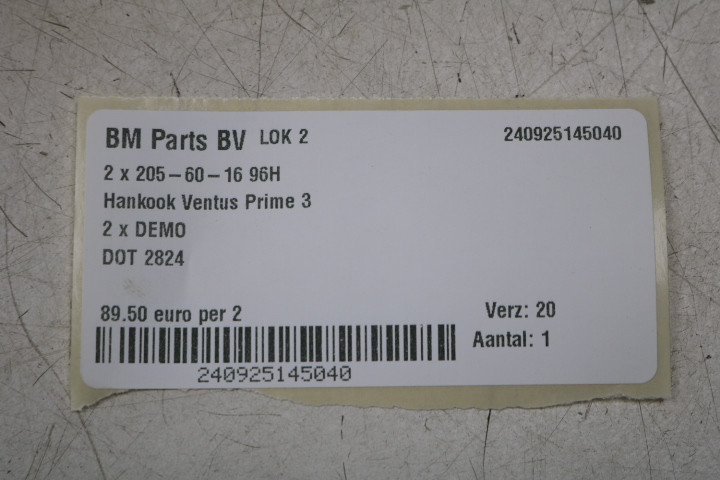 BM Parts BV LOK 2 240925145040
2 x 205-60-16 96H
Hankook Ventus Prime 3
2 x DEMO
DOT 2824
89.50 euro per 2 Verz: 20
Aantal: 1
240925145040